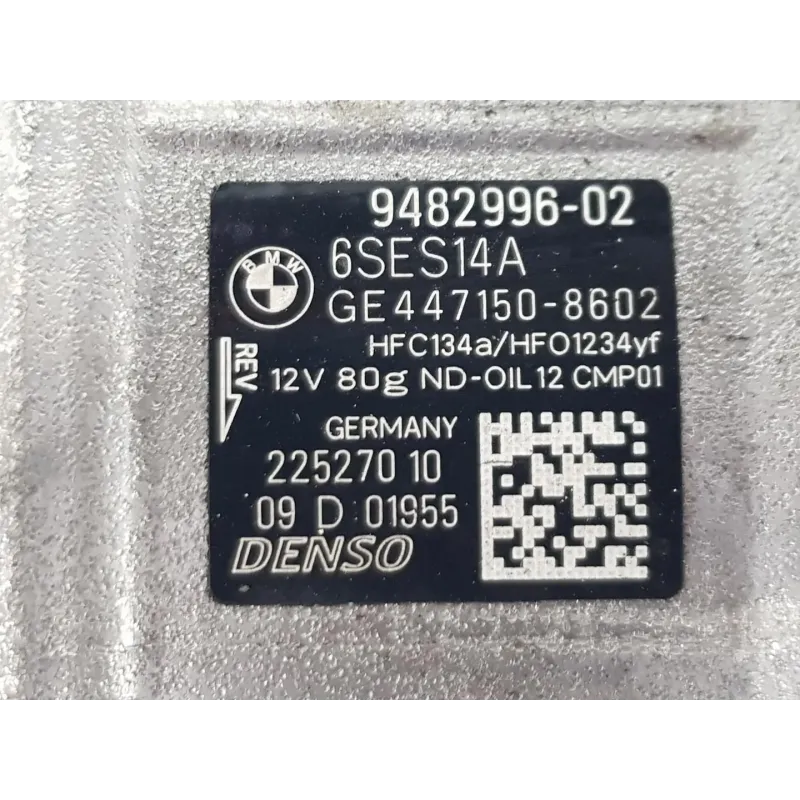 9482996-02
BMW
6SES14A
GE447150-8602
HFC134a/HFO1234yf
REV
12V 80g ND-OIL12 CMP01
GERMANY
225270 10
09 D 01955
DENSO